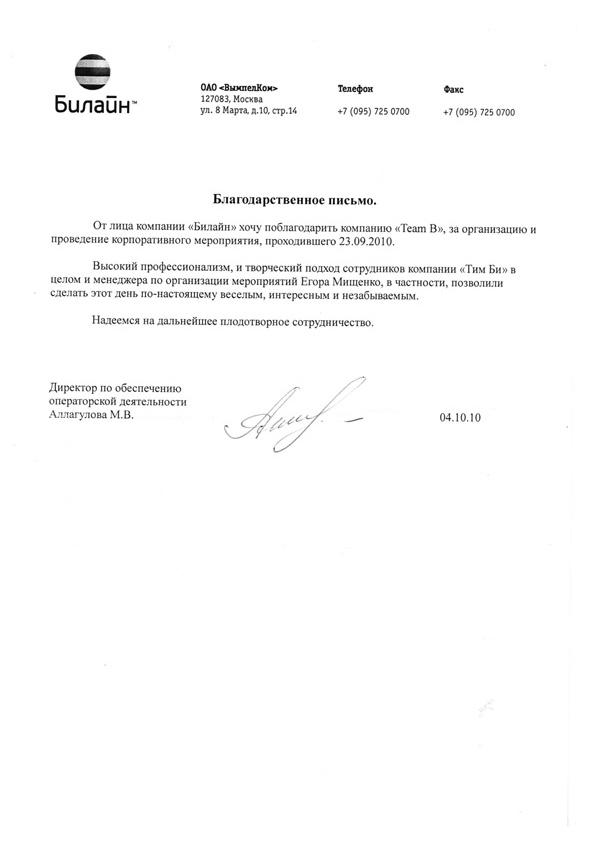 Билайн™
ОАО «ВымпелКом»
127083, Москва
ул. 8 Марта, д.10, стр.14
Телефон
+7 (095) 725 0700
Факс
+7 (095) 725 0700
Благодарственное письмо.
От лица компании «Билайн» хочу поблагодарить компанию «Team B», за организацию и
проведение корпоративного мероприятия, проходившего 23.09.2010.
Высокий профессионализм, и творческий подход сотрудников компании «Тим Би» в
целом и менеджера по организации мероприятий Егора Мищенко, в частности, позволили
сделать этот день по-настоящему веселым, интересным и незабываемым.
Надеемся на дальнейшее плодотворное сотрудничество.
Директор по обеспечению
операторской деятельности
Аллагулова М.В.
04.10.10